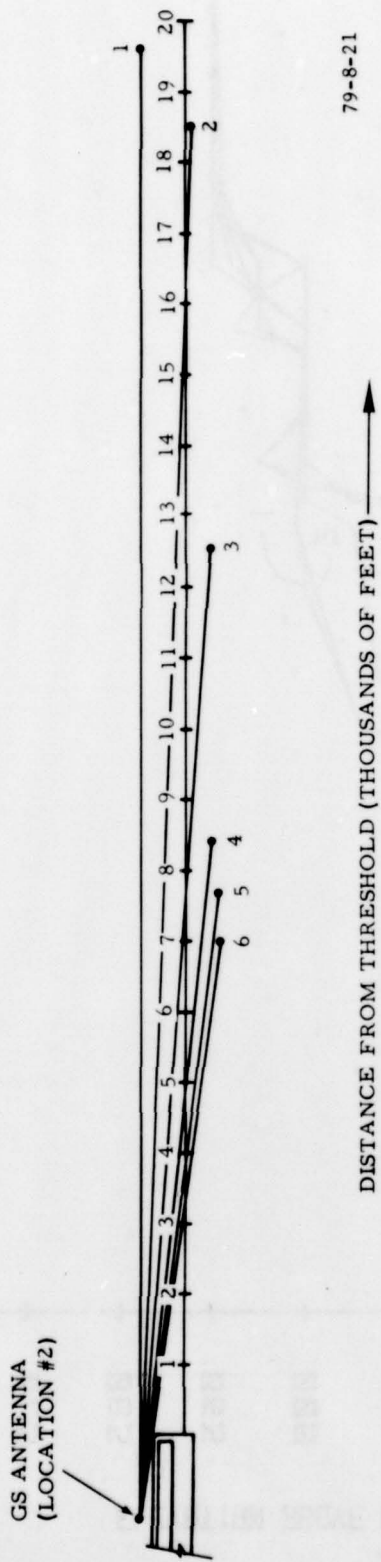 GS ANTENNA
(LOCATION #2)
1 2 3 4 5 6 7 8 9 10 11 12 13 14 15 16 17 18 19 20
1
2
3
4
5
6
DISTANCE FROM THRESHOLD (THOUSANDS OF FEET)
79-8-21